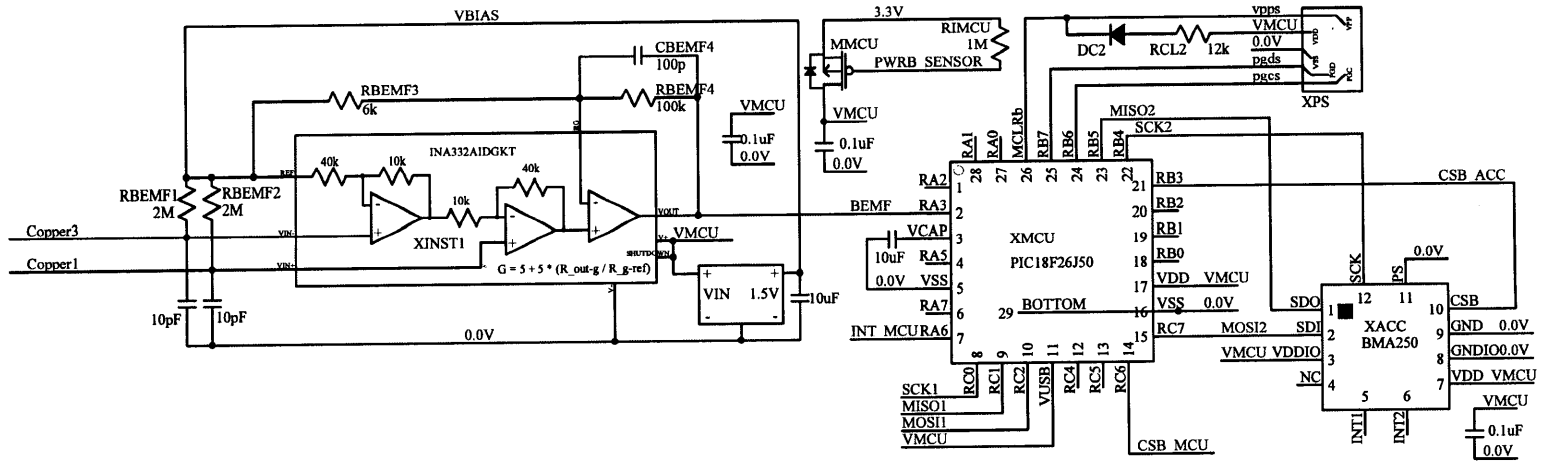 VBIAS
3.3V
vpps
VPP
RIMCU
1M
VMCU
VDD
MMCU
DC2
RCL2
12k
0.0V
VSS
PWRB_SENSOR
pgds
PGD
pgcs
PGC
XPS
CBEMF4
100p
RBEMF3
6k
RBEMF4
100k
RG
VMCU
0.1uF
0.0V
VMCU
0.1uF
0.0V
MISO2
SCK2
RA1
RA0
MCLRb
RB7
RB6
RB5
RB4
28
27
26
25
24
23
22
INA332AIDGKT
40k
10k
REF
40k
10k
RBEMF1
2M
RBEMF2
2M
Copper3
VIN-
XINST1
VOUT
V+
VMCU
SHUTDOWN
Copper1
VIN+
G = 5 + 5 * (R_out-g / R_g-ref)
V-
VIN
1.5V
10uF
10pF
10pF
0.0V
BEMF
RA2
1
RA3
2
VCAP
3
10uF
RA5
4
0.0V
VSS
5
RA7
6
INT_MCU
RA6
7
XMCU
PIC18F26J50
29
BOTTOM
21
RB3
CSB_ACC
20
RB2
19
RB1
18
RB0
17
VDD
VMCU
16
VSS
0.0V
15
RC7
MOSI2
8
9
10
11
12
13
14
RC0
RC1
RC2
VUSB
RC4
RC5
RC6
SCK1
MISO1
MOSI1
VMCU
CSB_MCU
SCK
PS
0.0V
12
11
SDO
1
10
CSB
SDI
2
XACC
BMA250
9
GND
0.0V
VMCU
VDDIO
3
8
GNDIO
0.0V
NC
4
7
VDD
VMCU
5
6
INT1
INT2
VMCU
0.1uF
0.0V